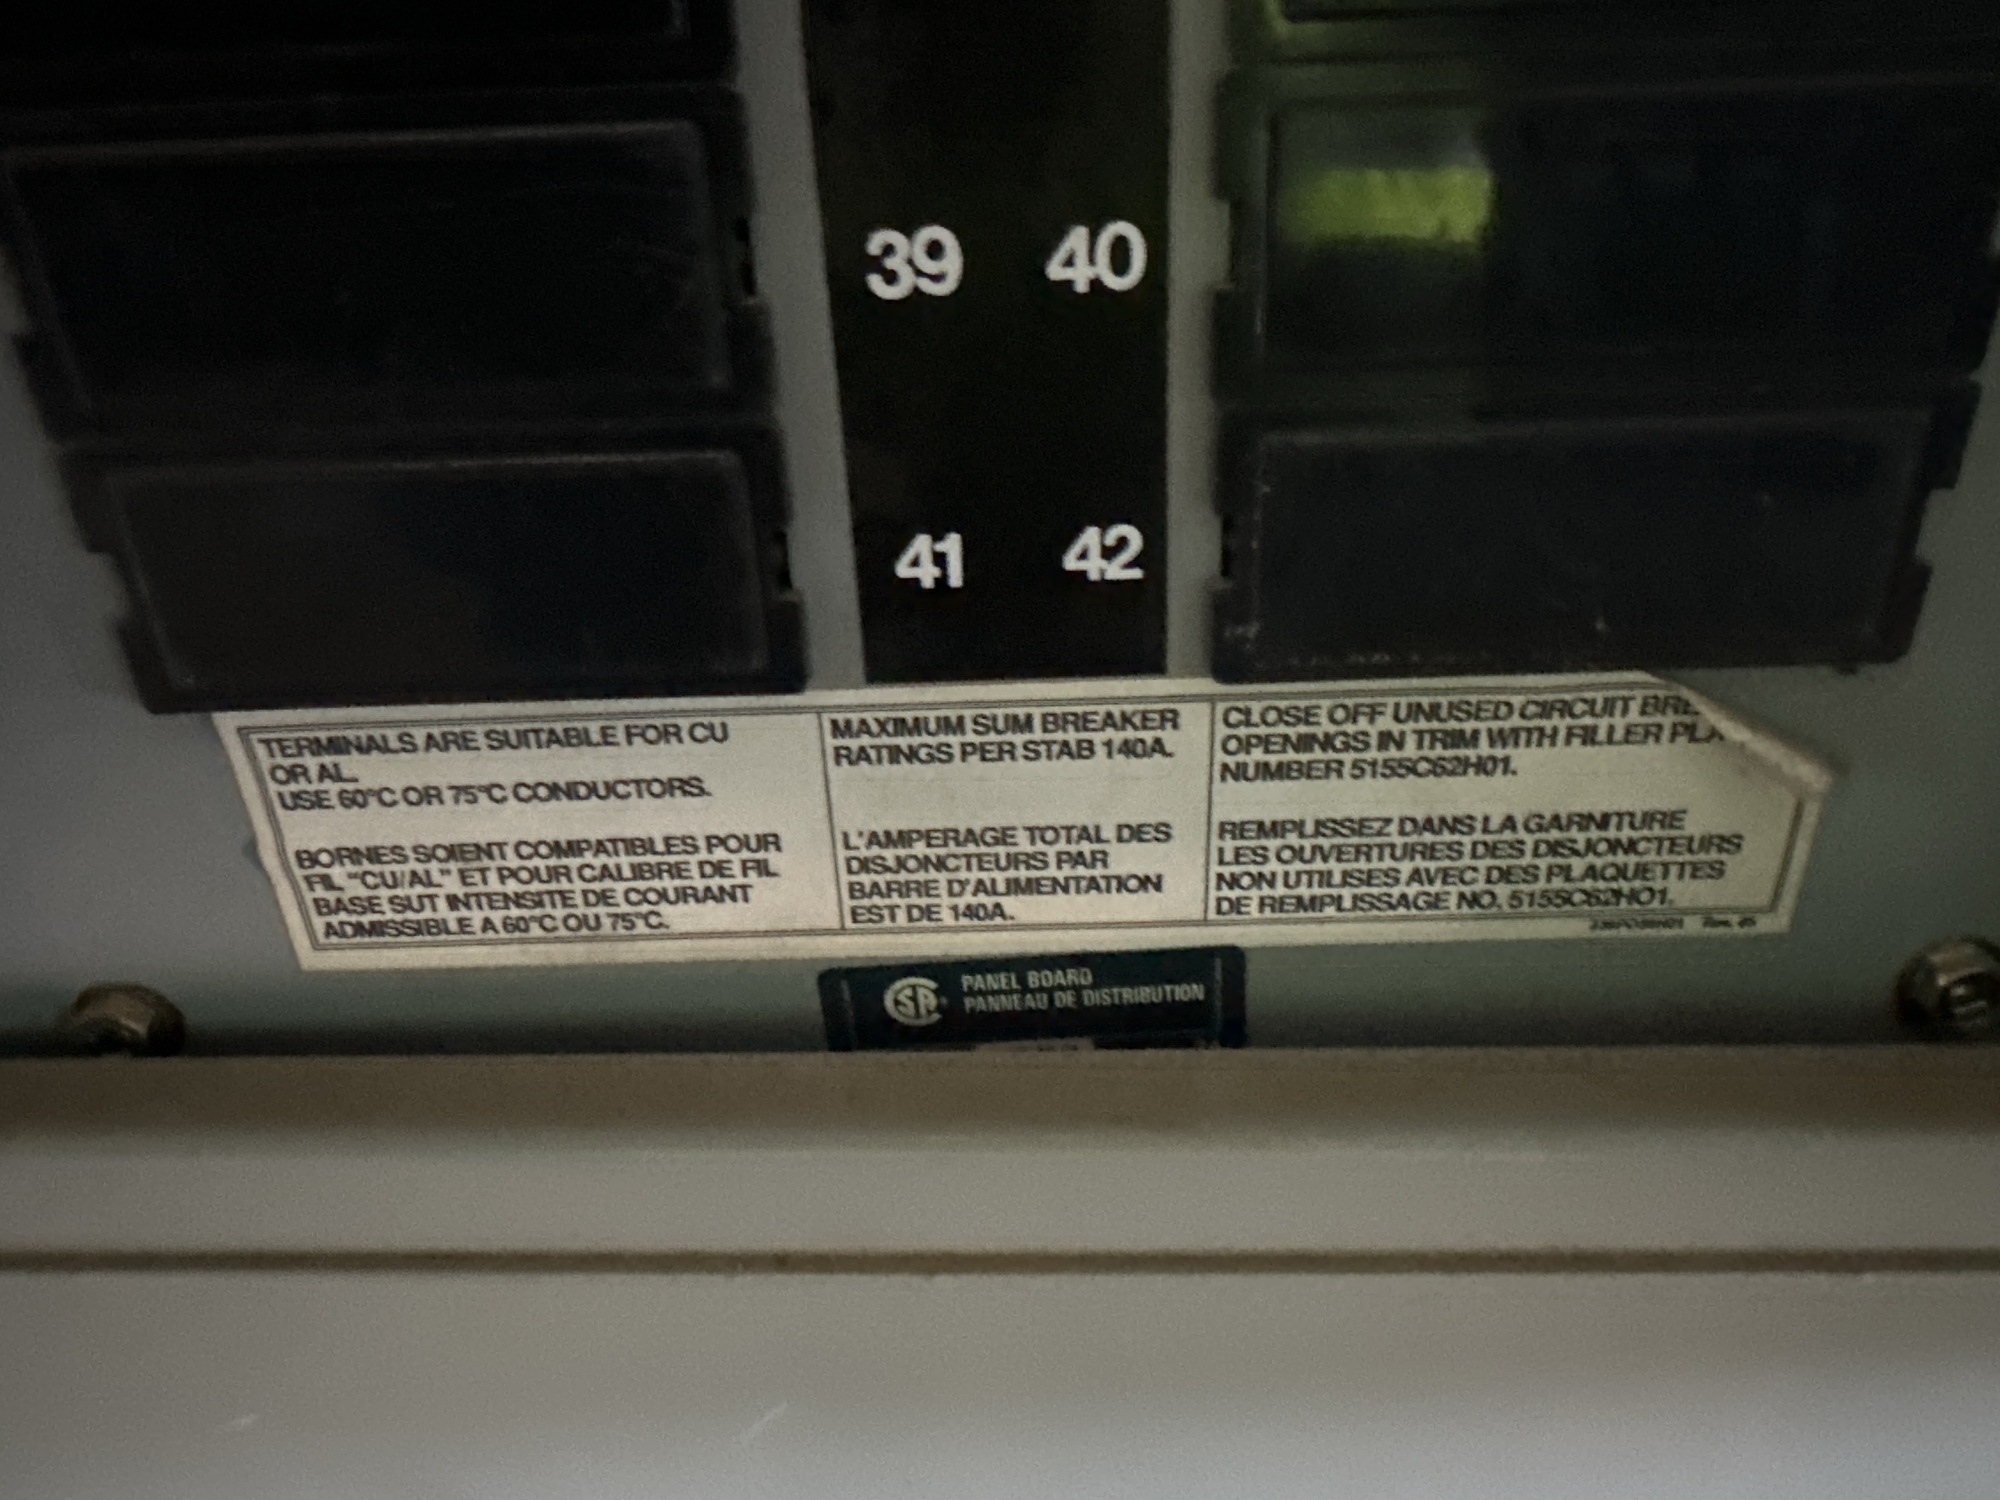 39 40
41 42
TERMINALS ARE SUITABLE FOR CU
OR AL.
USE 60°C OR 75°C CONDUCTORS.
BORNES SOIENT COMPATIBLES POUR
FIL "CU/AL" ET POUR CALIBRE DE FIL
BASE SUT INTENSITE DE COURANT
ADMISSIBLE A 60°C OU 75°C.
MAXIMUM SUM BREAKER
RATINGS PER STAB 140A.
L'AMPERAGE TOTAL DES
DISJONCTEURS PAR
BARRE D'ALIMENTATION
EST DE 140A.
CLOSE OFF UNUSED CIRCUIT BRE
OPENINGS IN TRIM WITH FILLER PLA
NUMBER 5155C62H01.
REMPLISSEZ DANS LA GARNITURE
LES OUVERTURES DES DISJONCTEURS
NON UTILISES AVEC DES PLAQUETTES
DE REMPLISSAGE NO. 5155C62HO1.
PANEL BOARD
PANNEAU DE DISTRIBUTION